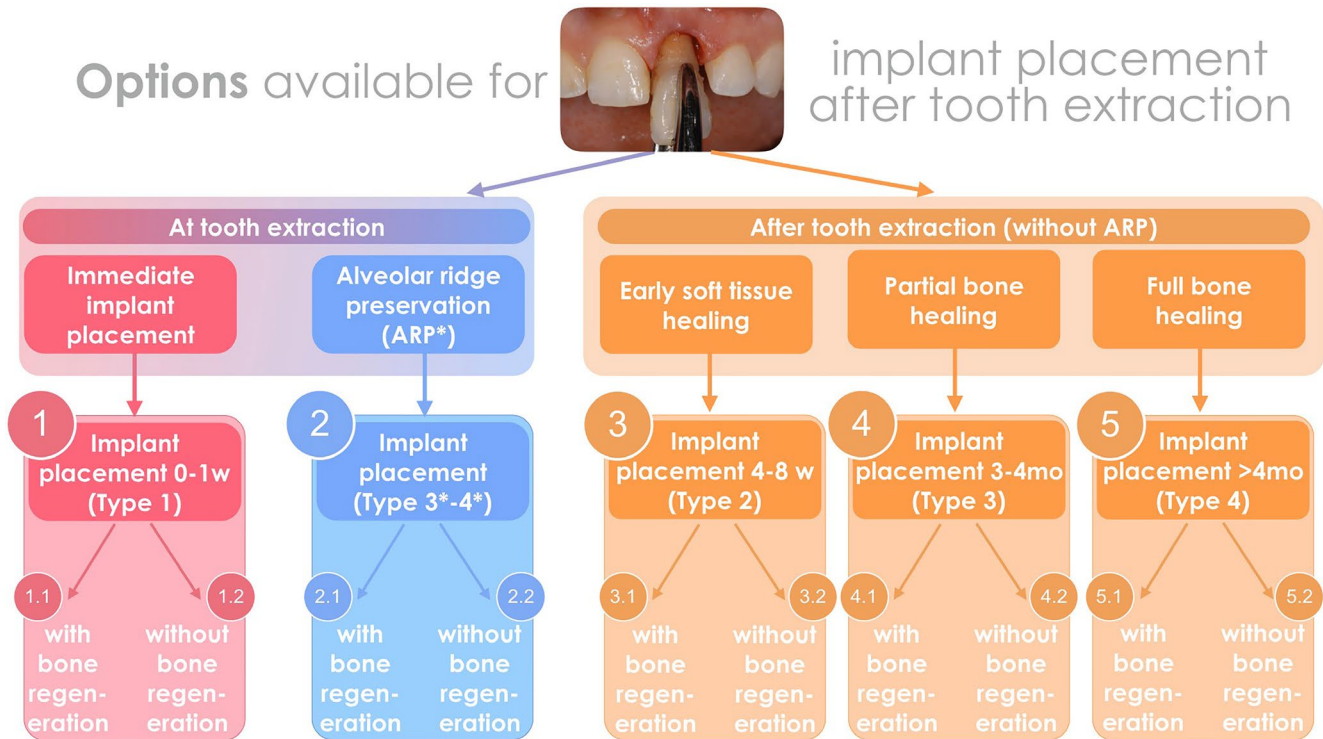 Options available for
implant placement
after tooth extraction
At tooth extraction
Immediate
implant
placement
Alveolar ridge
preservation
(ARP*)
After tooth extraction (without ARP)
Early soft tissue
healing
Partial bone
healing
Full bone
healing
1
Implant
placement 0-1w
(Type 1)
1.1
with
bone
regen-
eration
1.2
without
bone
regen-
eration
2
Implant
placement
(Type 3*-4*)
2.1
with
bone
regen-
eration
2.2
without
bone
regen-
eration
3
Implant
placement 4-8 w
(Type 2)
3.1
with
bone
regen-
eration
3.2
without
bone
regen-
eration
4
Implant
placement 3-4mo
(Type 3)
4.1
with
bone
regen-
eration
4.2
without
bone
regen-
eration
5
Implant
placement >4mo
(Type 4)
5.1
with
bone
regen-
eration
5.2
without
bone
regen-
eration